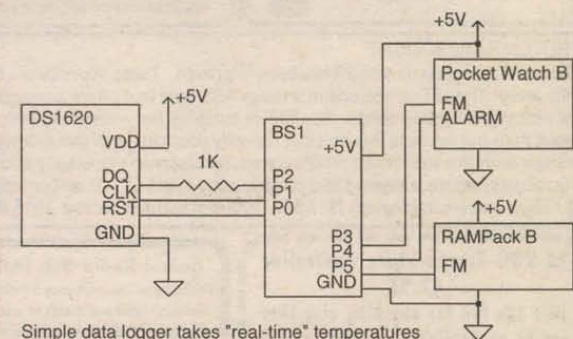 +5V
Pocket Watch B
DS1620
+5V
BS1
FM
ALARM
VDD
+5V
1K
DQ
P2
CLK
P1
+5V
RST
P0
RAMPack B
GND
P3
P4
P5
FM
GND
Simple data logger takes "real-time" temperatures